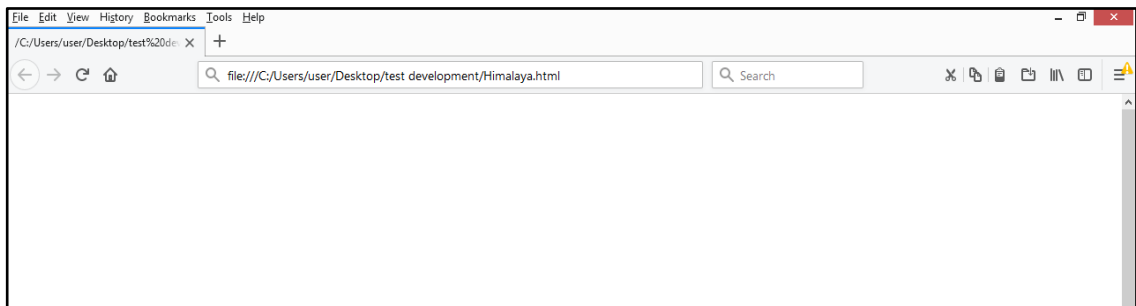 File Edit View History Bookmarks Tools Help
/C:/Users/user/Desktop/test%20de
file:///C:/Users/user/Desktop/test development/Himalaya.html
Search